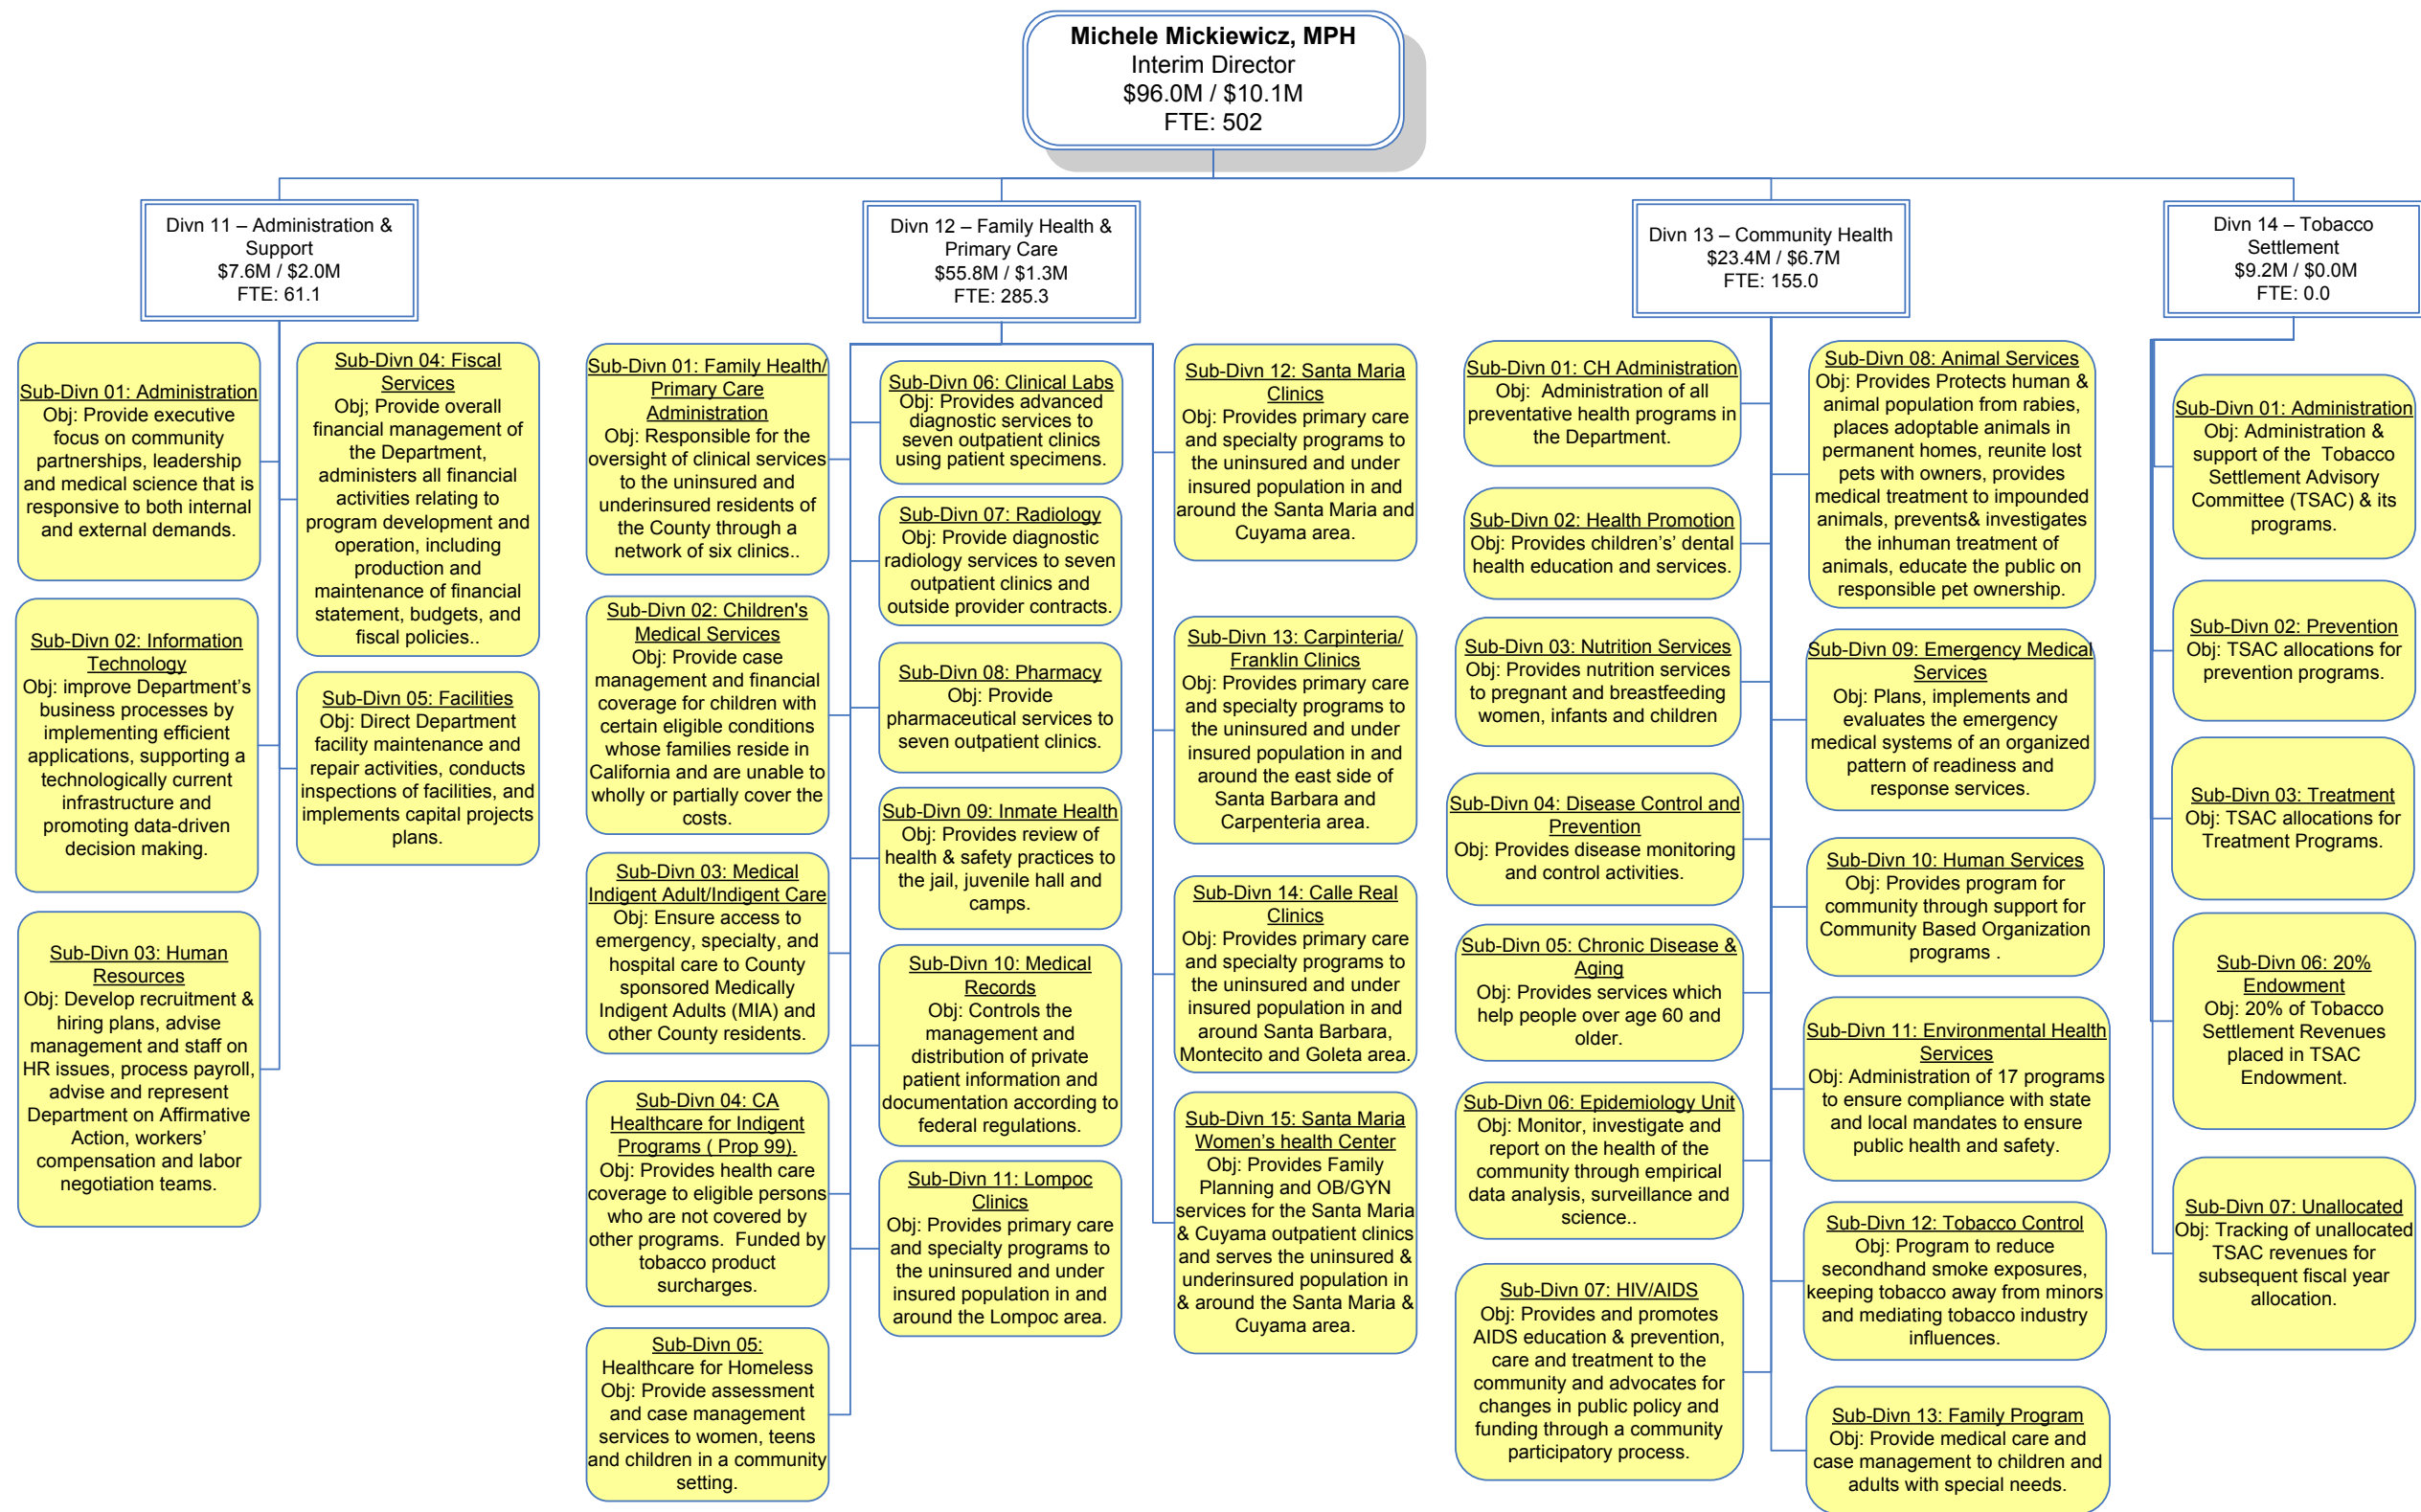 Michele Mickiewicz, MPH
Interim Director
$96.0M / $10.1M
FTE: 502
Divn 11 – Administration &
Support
$7.6M / $2.0M
FTE: 61.1
Sub-Divn 01: Administration
Obj: Provide executive
focus on community
partnerships, leadership
and medical science that is
responsive to both internal
and external demands.
Sub-Divn 02: Information
Technology
Obj: improve Department's
business processes by
implementing efficient
applications, supporting a
technologically current
infrastructure and
promoting data-driven
decision making.
Sub-Divn 03: Human
Resources
Obj: Develop recruitment &
hiring plans, advise
management and staff on
HR issues, process payroll,
advise and represent
Department on Affirmative
Action, workers'
compensation and labor
negotiation teams.
Sub-Divn 04: Fiscal
Services
Obj; Provide overall
financial management of
the Department,
administers all financial
activities relating to
program development and
operation, including
production and
maintenance of financial
statement, budgets, and
fiscal policies..
Sub-Divn 05: Facilities
Obj: Direct Department
facility maintenance and
repair activities, conducts
inspections of facilities, and
implements capital projects
plans.
Divn 12 – Family Health &
Primary Care
$55.8M / $1.3M
FTE: 285.3
Sub-Divn 01: Family Health/
Primary Care
Administration
Obj: Responsible for the
oversight of clinical services
to the uninsured and
underinsured residents of
the County through a
network of six clinics..
Sub-Divn 02: Children's
Medical Services
Obj: Provide case
management and financial
coverage for children with
certain eligible conditions
whose families reside in
California and are unable to
wholly or partially cover the
costs.
Sub-Divn 03: Medical
Indigent Adult/Indigent Care
Obj: Ensure access to
emergency, specialty, and
hospital care to County
sponsored Medically
Indigent Adults (MIA) and
other County residents.
Sub-Divn 04: CA
Healthcare for Indigent
Programs ( Prop 99).
Obj: Provides health care
coverage to eligible persons
who are not covered by
other programs.  Funded by
tobacco product
surcharges.
Sub-Divn 05:
Healthcare for Homeless
Obj: Provide assessment
and case management
services to women, teens
and children in a community
setting.
Sub-Divn 06: Clinical Labs
Obj: Provides advanced
diagnostic services to
seven outpatient clinics
using patient specimens.
Sub-Divn 07: Radiology
Obj: Provide diagnostic
radiology services to seven
outpatient clinics and
outside provider contracts.
Sub-Divn 08: Pharmacy
Obj: Provide
pharmaceutical services to
seven outpatient clinics.
Sub-Divn 09: Inmate Health
Obj: Provides review of
health & safety practices to
the jail, juvenile hall and
camps.
Sub-Divn 10: Medical
Records
Obj: Controls the
management and
distribution of private
patient information and
documentation according to
federal regulations.
Sub-Divn 11: Lompoc
Clinics
Obj: Provides primary care
and specialty programs to
the uninsured and under
insured population in and
around the Lompoc area.
Sub-Divn 12: Santa Maria
Clinics
Obj: Provides primary care
and specialty programs to
the uninsured and under
insured population in and
around the Santa Maria and
Cuyama area.
Sub-Divn 13: Carpinteria/
Franklin Clinics
Obj: Provides primary care
and specialty programs to
the uninsured and under
insured population in and
around the east side of
Santa Barbara and
Carpenteria area.
Sub-Divn 14: Calle Real
Clinics
Obj: Provides primary care
and specialty programs to
the uninsured and under
insured population in and
around Santa Barbara,
Montecito and Goleta area.
Sub-Divn 15: Santa Maria
Women's health Center
Obj: Provides Family
Planning and OB/GYN
services for the Santa Maria
& Cuyama outpatient clinics
and serves the uninsured &
underinsured population in
& around the Santa Maria &
Cuyama area.
Divn 13 – Community Health
$23.4M / $6.7M
FTE: 155.0
Sub-Divn 01: CH Administration
Obj:  Administration of all
preventative health programs in
the Department.
Sub-Divn 02: Health Promotion
Obj: Provides children's' dental
health education and services.
Sub-Divn 03: Nutrition Services
Obj: Provides nutrition services
to pregnant and breastfeeding
women, infants and children
Sub-Divn 04: Disease Control and
Prevention
Obj: Provides disease monitoring
and control activities.
Sub-Divn 05: Chronic Disease &
Aging
Obj: Provides services which
help people over age 60 and
older.
Sub-Divn 06: Epidemiology Unit
Obj: Monitor, investigate and
report on the health of the
community through empirical
data analysis, surveillance and
science..
Sub-Divn 07: HIV/AIDS
Obj: Provides and promotes
AIDS education & prevention,
care and treatment to the
community and advocates for
changes in public policy and
funding through a community
participatory process.
Sub-Divn 08: Animal Services
Obj: Provides Protects human &
animal population from rabies,
places adoptable animals in
permanent homes, reunite lost
pets with owners, provides
medical treatment to impounded
animals, prevents& investigates
the inhuman treatment of
animals, educate the public on
responsible pet ownership.
Sub-Divn 09: Emergency Medical
Services
Obj: Plans, implements and
evaluates the emergency
medical systems of an organized
pattern of readiness and
response services.
Sub-Divn 10: Human Services
Obj: Provides program for
community through support for
Community Based Organization
programs .
Sub-Divn 11: Environmental Health
Services
Obj: Administration of 17 programs
to ensure compliance with state
and local mandates to ensure
public health and safety.
Sub-Divn 12: Tobacco Control
Obj: Program to reduce
secondhand smoke exposures,
keeping tobacco away from minors
and mediating tobacco industry
influences.
Sub-Divn 13: Family Program
Obj: Provide medical care and
case management to children and
adults with special needs.
Divn 14 – Tobacco
Settlement
$9.2M / $0.0M
FTE: 0.0
Sub-Divn 01: Administration
Obj: Administration &
support of the  Tobacco
Settlement Advisory
Committee (TSAC) & its
programs.
Sub-Divn 02: Prevention
Obj: TSAC allocations for
prevention programs.
Sub-Divn 03: Treatment
Obj: TSAC allocations for
Treatment Programs.
Sub-Divn 06: 20%
Endowment
Obj: 20% of Tobacco
Settlement Revenues
placed in TSAC
Endowment.
Sub-Divn 07: Unallocated
Obj: Tracking of unallocated
TSAC revenues for
subsequent fiscal year
allocation.